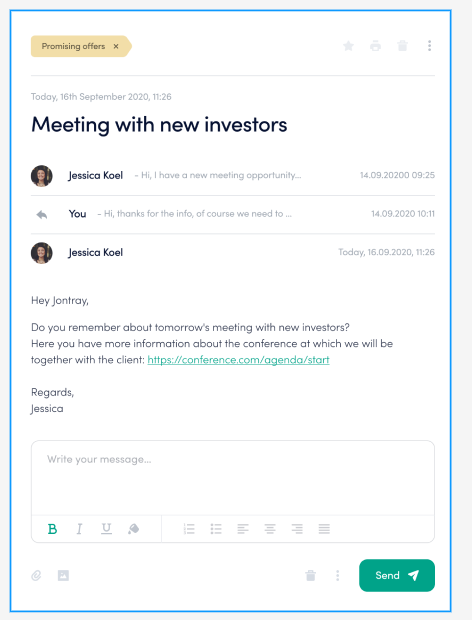 Promising offers ×
Today, 16th September 2020, 11:26
Meeting with new investors
Jessica Koel - Hi, I have a new meeting opportunity... 14.09.20200 09:25
You - Hi, thanks for the info, of course we need to ... 14.09.2020 10:11
Jessica Koel Today, 16.09.2020, 11:26
Hey Jontray,
Do you remember about tomorrow's meeting with new investors?
Here you have more information about the conference at which we will be
together with the client: https://conference.com/agenda/start
Regards,
Jessica
Write your message...
B I U
Send